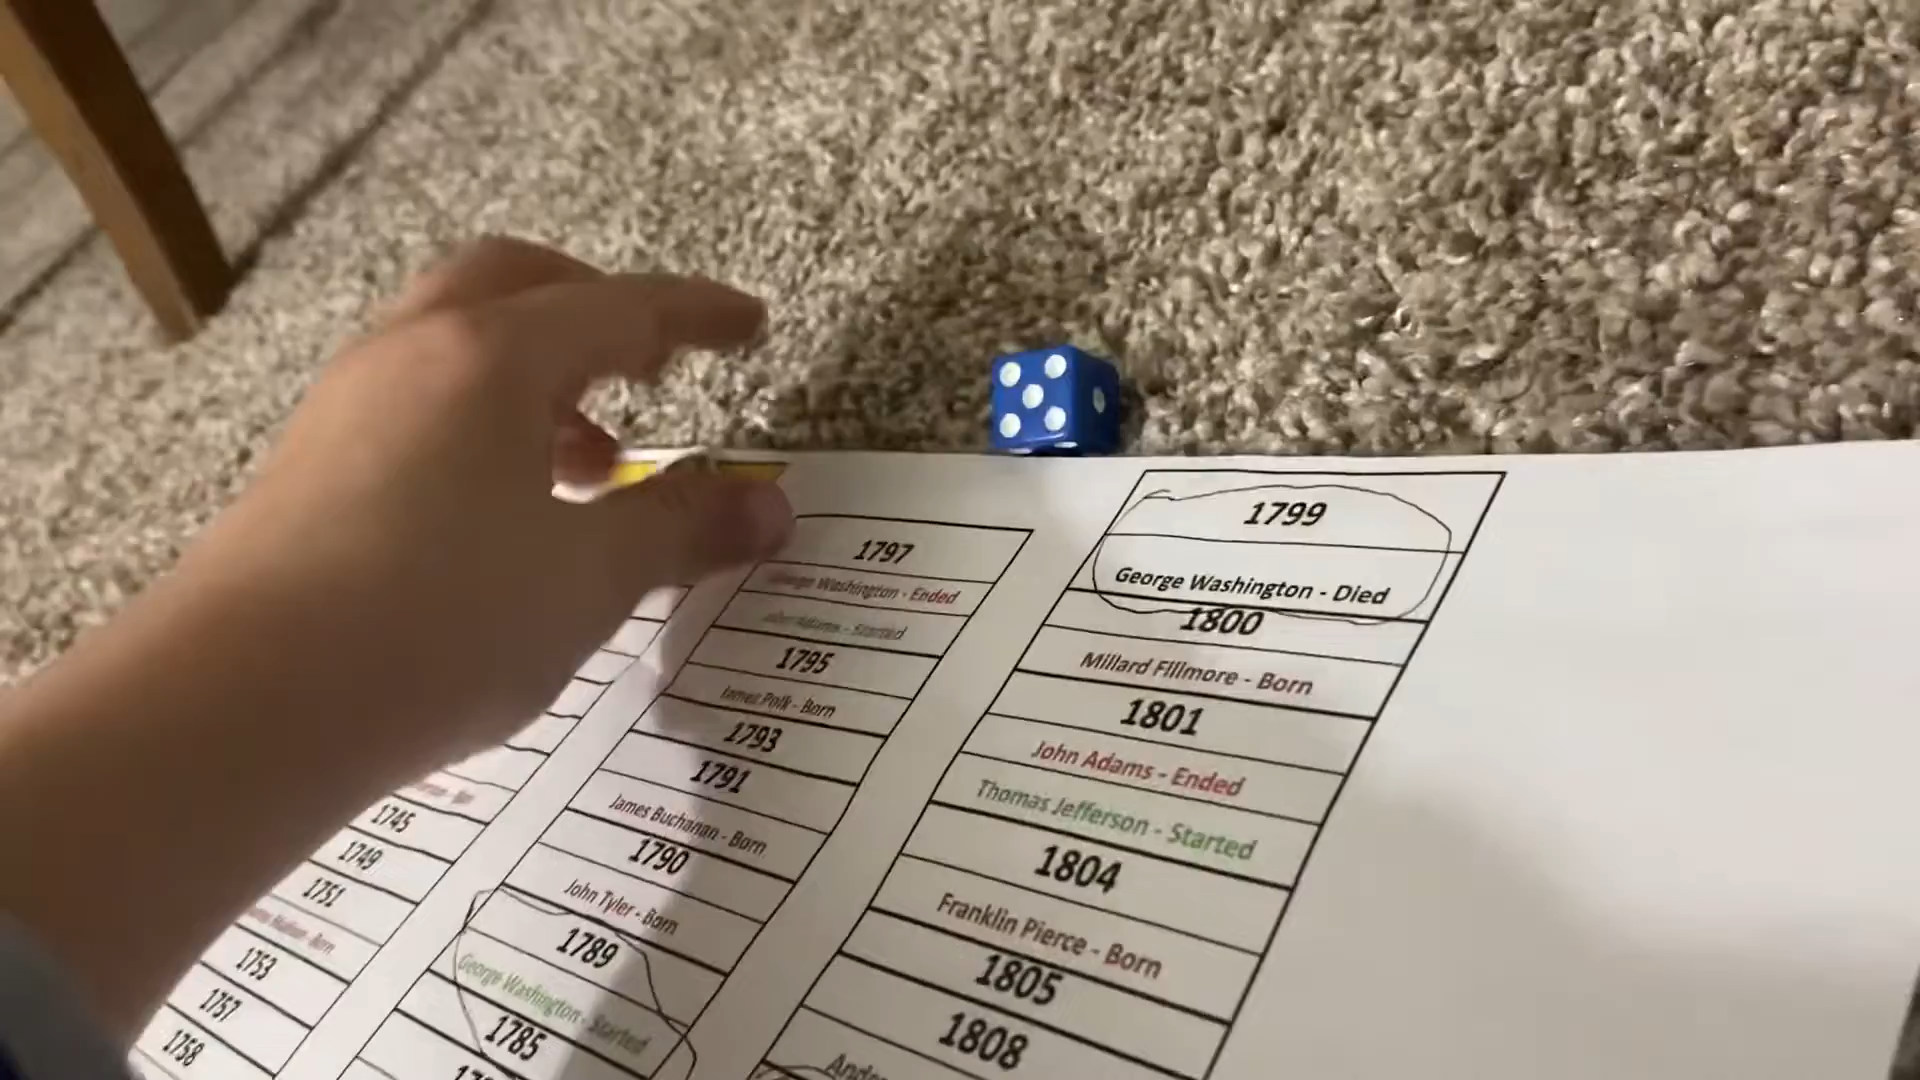 1745
1749
1751
1753
1757
1758
1797
George Washington - Ended
John Adams - Started
1795
James Polk - Born
1793
1791
James Buchanan - Born
1790
John Tyler - Born
1789
George Washington - Started
1785
1799
George Washington - Died
1800
Millard Fillmore - Born
1801
John Adams - Ended
Thomas Jefferson - Started
1804
Franklin Pierce - Born
1805
1808